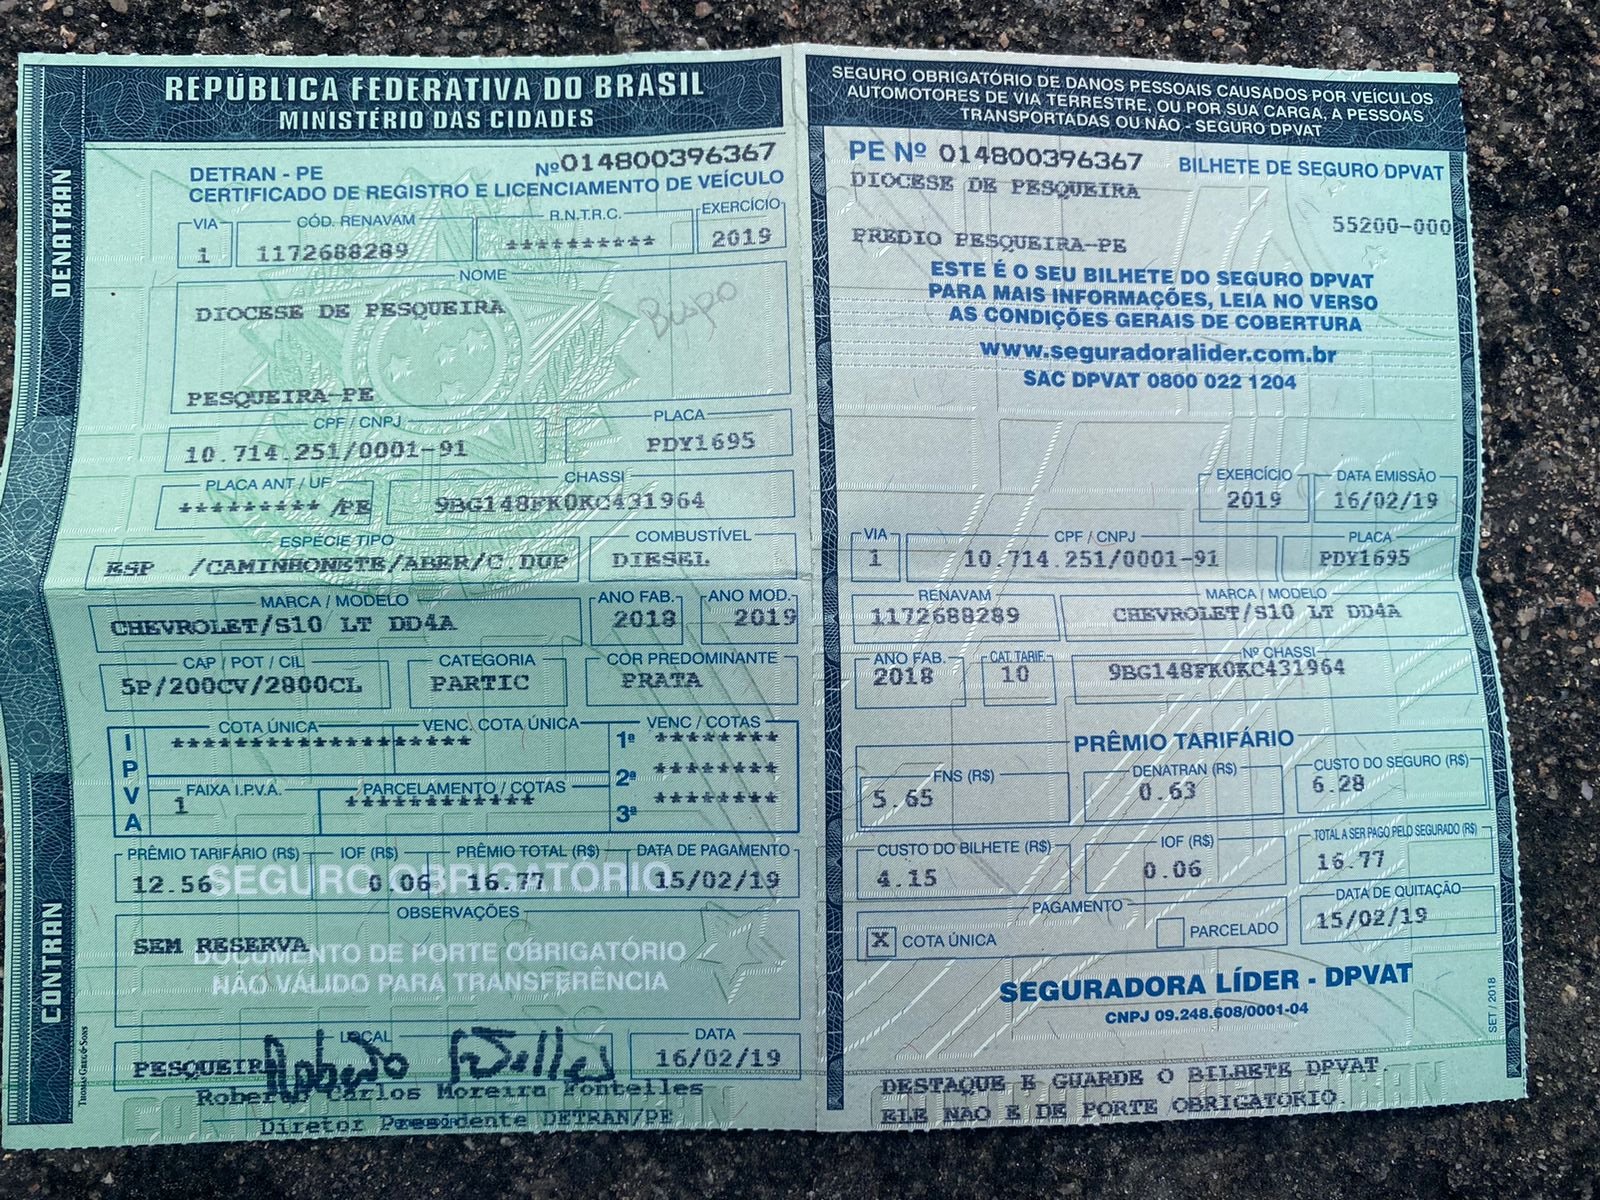 DENATRAN
REPÚBLICA FEDERATIVA DO BRASIL
MINISTÉRIO DAS CIDADES
DETRAN - PE Nº 014800396367
CERTIFICADO DE REGISTRO E LICENCIAMENTO DE VEÍCULO
VIA CÓD. RENAVAM R.N.T.R.C. EXERCÍCIO
1 1172688289 ********** 2019
NOME
DIOCESE DE PESQUEIRA
Bispo
PESQUEIRA-PE
CPF / CNPJ PLACA
10.714.251/0001-91 PDY1695
PLACA ANT / UF CHASSI
********* /PE 9BG148FK0KC431964
ESPÉCIE TIPO COMBUSTÍVEL
ESP /CAMINHONETE/ABER/C.DUP DIESEL
MARCA / MODELO ANO FAB. ANO MOD.
CHEVROLET/S10 LT DD4A 2018 2019
CAP / POT / CIL CATEGORIA COR PREDOMINANTE
5P/200CV/2800CL PARTIC PRATA
IPVA
COTA ÚNICA VENC. COTA ÚNICA VENC / COTAS
******************* 1ª ********
2ª ********
FAIXA I.P.V.A. PARCELAMENTO / COTAS
1 ************ 3ª ********
PRÊMIO TARIFÁRIO (R$) IOF (R$) PRÊMIO TOTAL (R$) DATA DE PAGAMENTO
12.56 0.06 16.77 15/02/19
SEGURO OBRIGATÓRIO
OBSERVAÇÕES
SEM RESERVA
DOCUMENTO DE PORTE OBRIGATÓRIO
NÃO VÁLIDO PARA TRANSFERÊNCIA
LOCAL DATA
PESQUEIRA 16/02/19
Roberto Carlos Moreira Fontelles
Diretor Presidente DETRAN/PE
CONTRAN
THOMAS GREG & SONS
SEGURO OBRIGATÓRIO DE DANOS PESSOAIS CAUSADOS POR VEÍCULOS
AUTOMOTORES DE VIA TERRESTRE, OU POR SUA CARGA, A PESSOAS
TRANSPORTADAS OU NÃO - SEGURO DPVAT
PE Nº 014800396367 BILHETE DE SEGURO DPVAT
DIOCESE DE PESQUEIRA
55200-000
PREDIO PESQUEIRA-PE
ESTE É O SEU BILHETE DO SEGURO DPVAT
PARA MAIS INFORMAÇÕES, LEIA NO VERSO
AS CONDIÇÕES GERAIS DE COBERTURA
www.seguradoralider.com.br
SAC DPVAT 0800 022 1204
EXERCÍCIO DATA EMISSÃO
2019 16/02/19
VIA CPF / CNPJ PLACA
1 10.714.251/0001-91 PDY1695
RENAVAM MARCA / MODELO
1172688289 CHEVROLET/S10 LT DD4A
ANO FAB. CAT. TARIF. Nº CHASSI
2018 10 9BG148FK0KC431964
PRÊMIO TARIFÁRIO
FNS (R$) DENATRAN (R$) CUSTO DO SEGURO (R$)
5.65 0.63 6.28
CUSTO DO BILHETE (R$) IOF (R$) TOTAL A SER PAGO PELO SEGURADO (R$)
4.15 0.06 16.77
PAGAMENTO DATA DE QUITAÇÃO
X COTA ÚNICA PARCELADO 15/02/19
SEGURADORA LÍDER - DPVAT
CNPJ 09.248.608/0001-04
SET / 2018
DESTAQUE E GUARDE O BILHETE DPVAT.
ELE NAO E DE PORTE OBRIGATORIO.